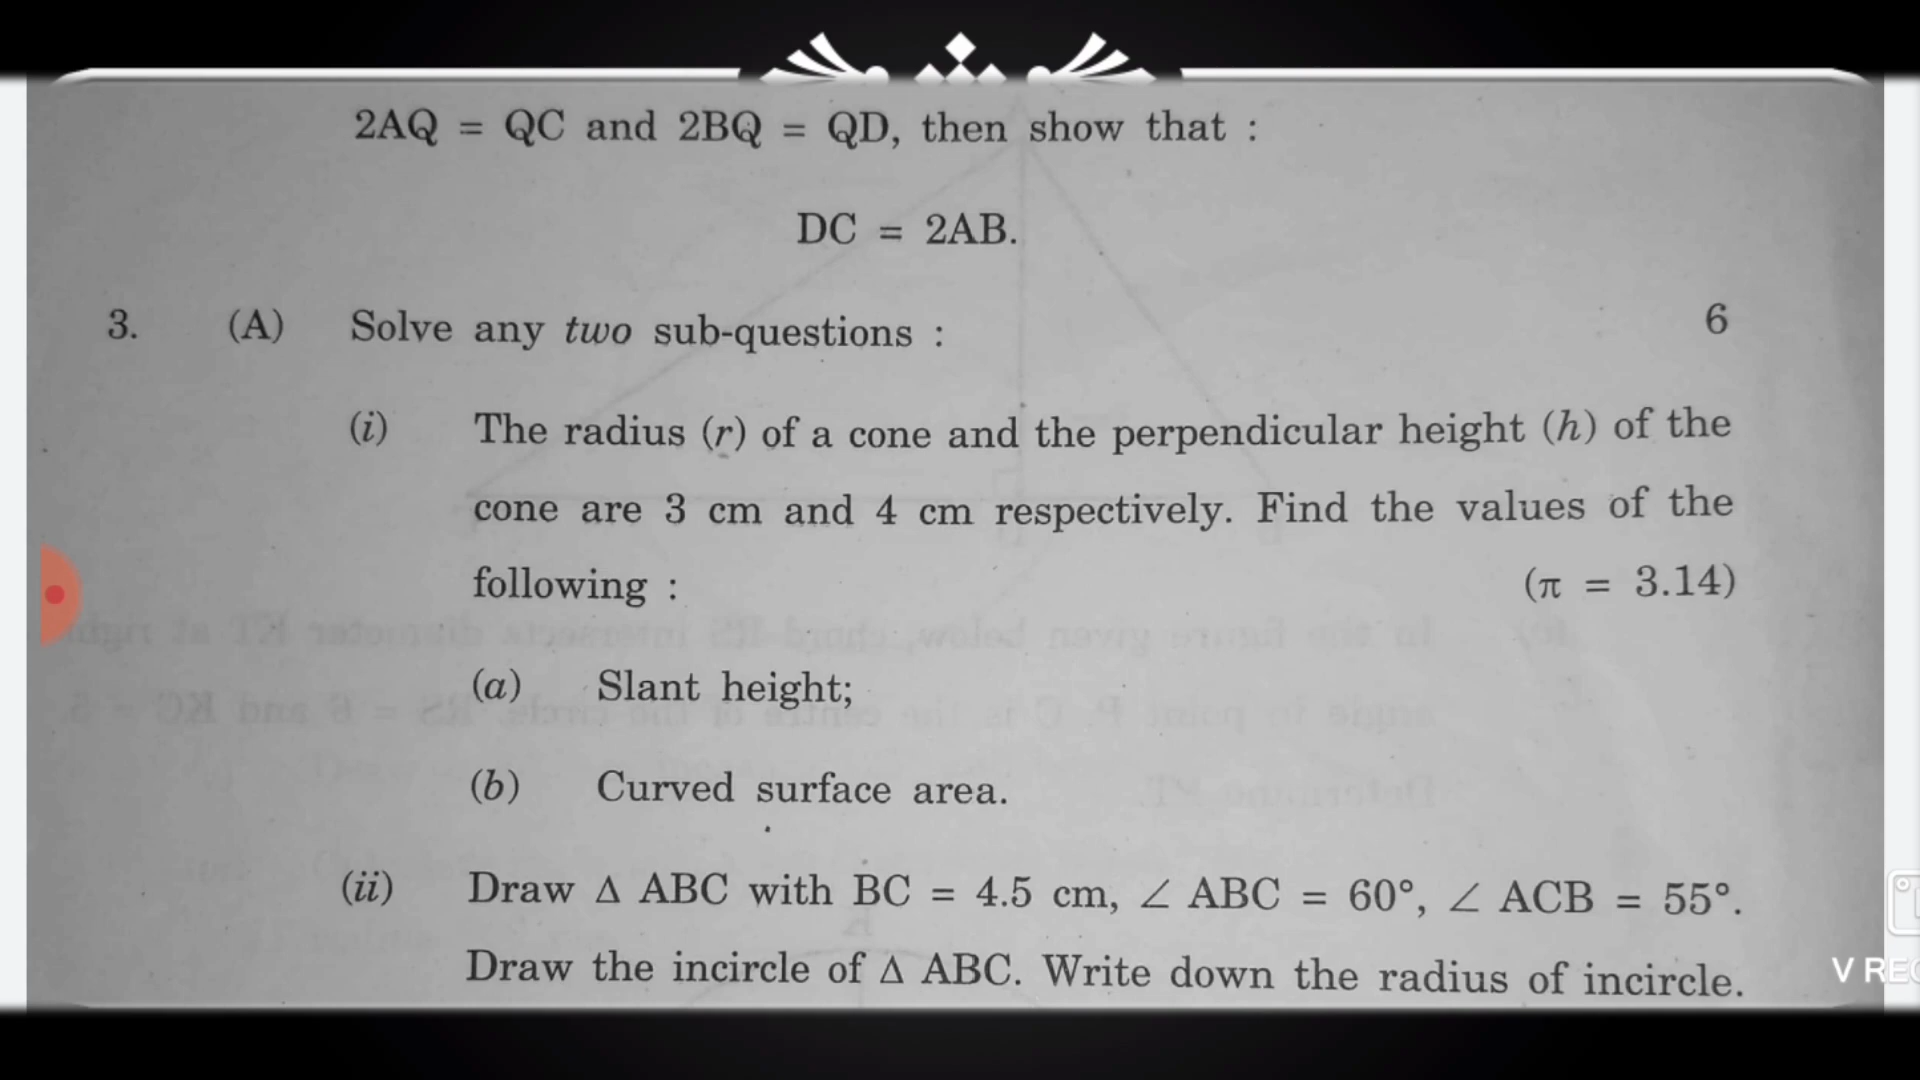 2AQ = QC and 2BQ = QD, then show that :
DC = 2AB.
3. (A) Solve any two sub-questions : 6
(i) The radius (r) of a cone and the perpendicular height (h) of the
cone are 3 cm and 4 cm respectively. Find the values of the
following : (π = 3.14)
(a) Slant height;
(b) Curved surface area.
(ii) Draw Δ ABC with BC = 4.5 cm, ∠ ABC = 60°, ∠ ACB = 55°.
Draw the incircle of Δ ABC. Write down the radius of incircle.